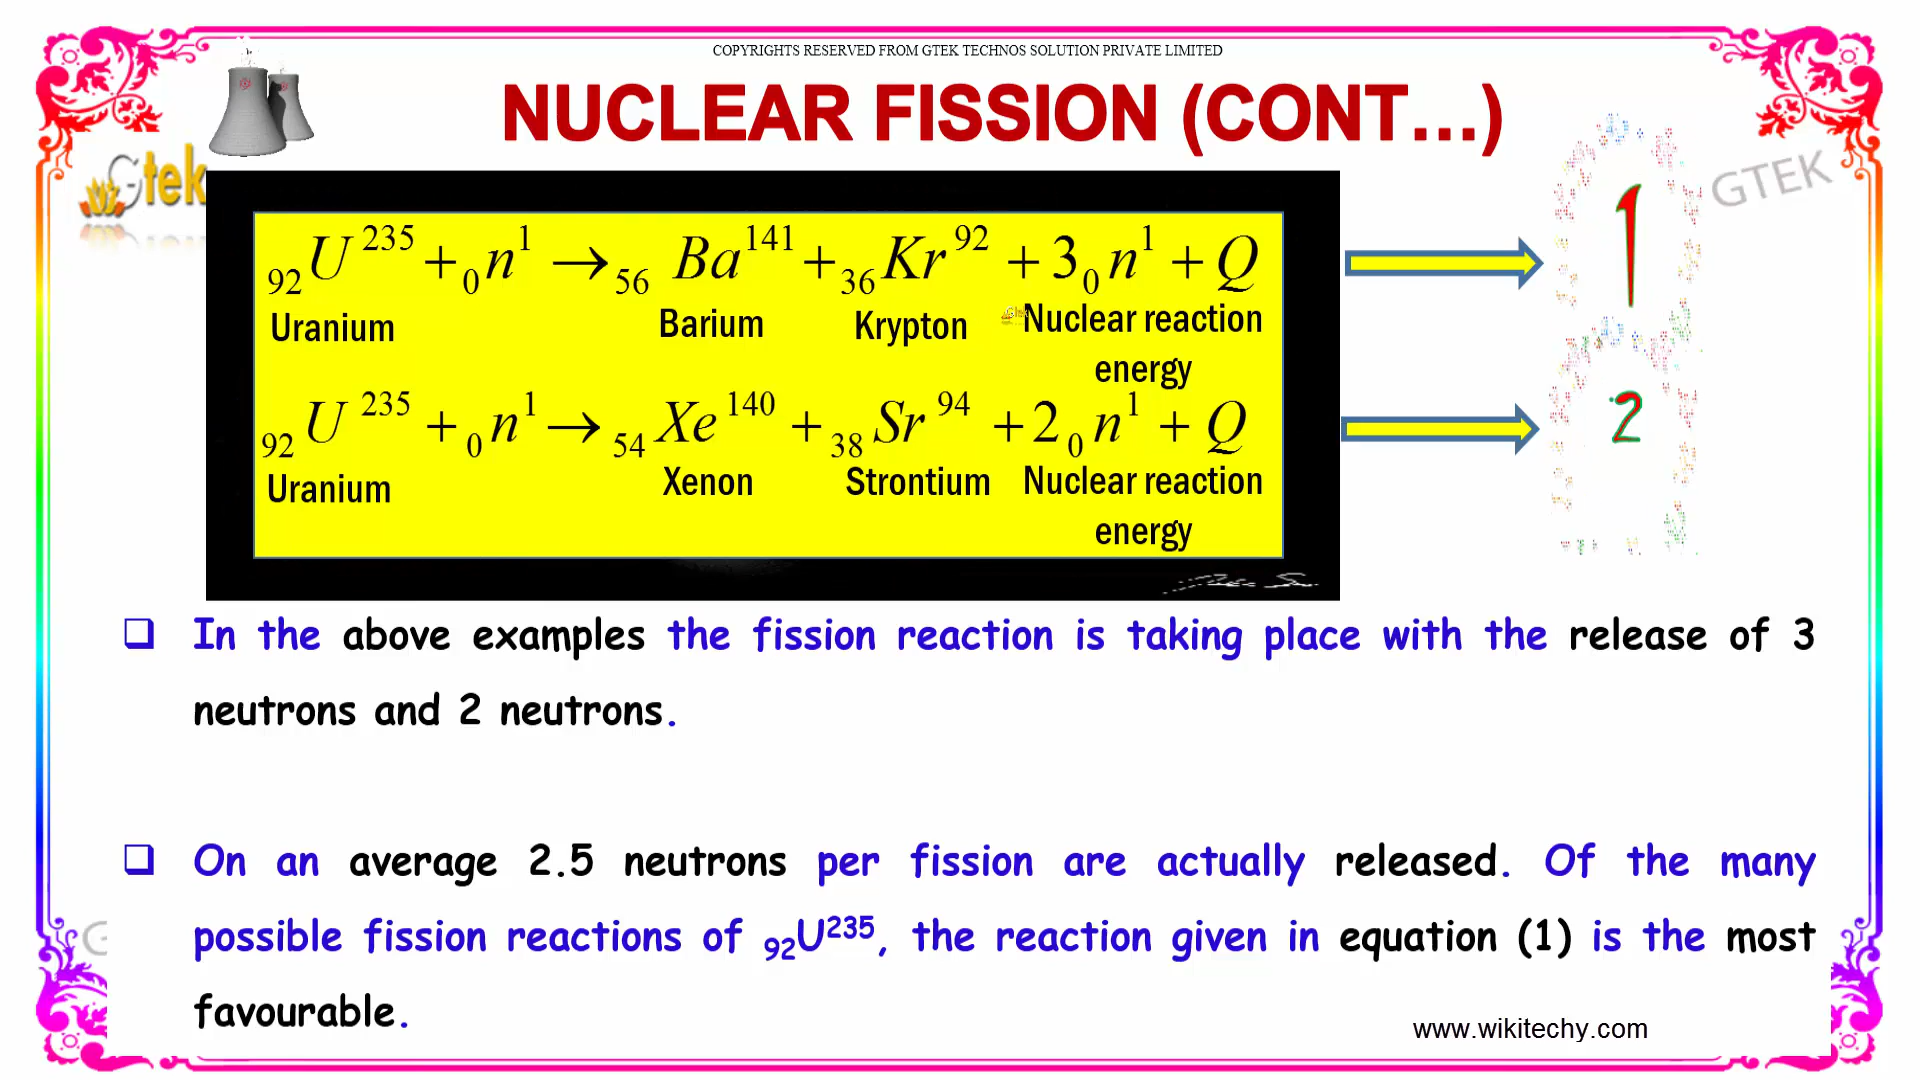 COPYRIGHTS RESERVED FROM GTEK TECHNOS SOLUTION PRIVATE LIMITED
NUCLEAR FISSION (CONT...)
Gtek
GTEK
₉₂U²³⁵ + ₀n¹ → ₅₆Ba¹⁴¹ + ₃₆Kr⁹² + 3₀n¹ + Q
1
Uranium Barium Krypton Nuclear reaction
energy
₉₂U²³⁵ + ₀n¹ → ₅₄Xe¹⁴⁰ + ₃₈Sr⁹⁴ + 2₀n¹ + Q
2
Uranium Xenon Strontium Nuclear reaction
energy
In the above examples the fission reaction is taking place with the release of 3
neutrons and 2 neutrons.
On an average 2.5 neutrons per fission are actually released. Of the many
possible fission reactions of ₉₂U²³⁵, the reaction given in equation (1) is the most
favourable.
www.wikitechy.com